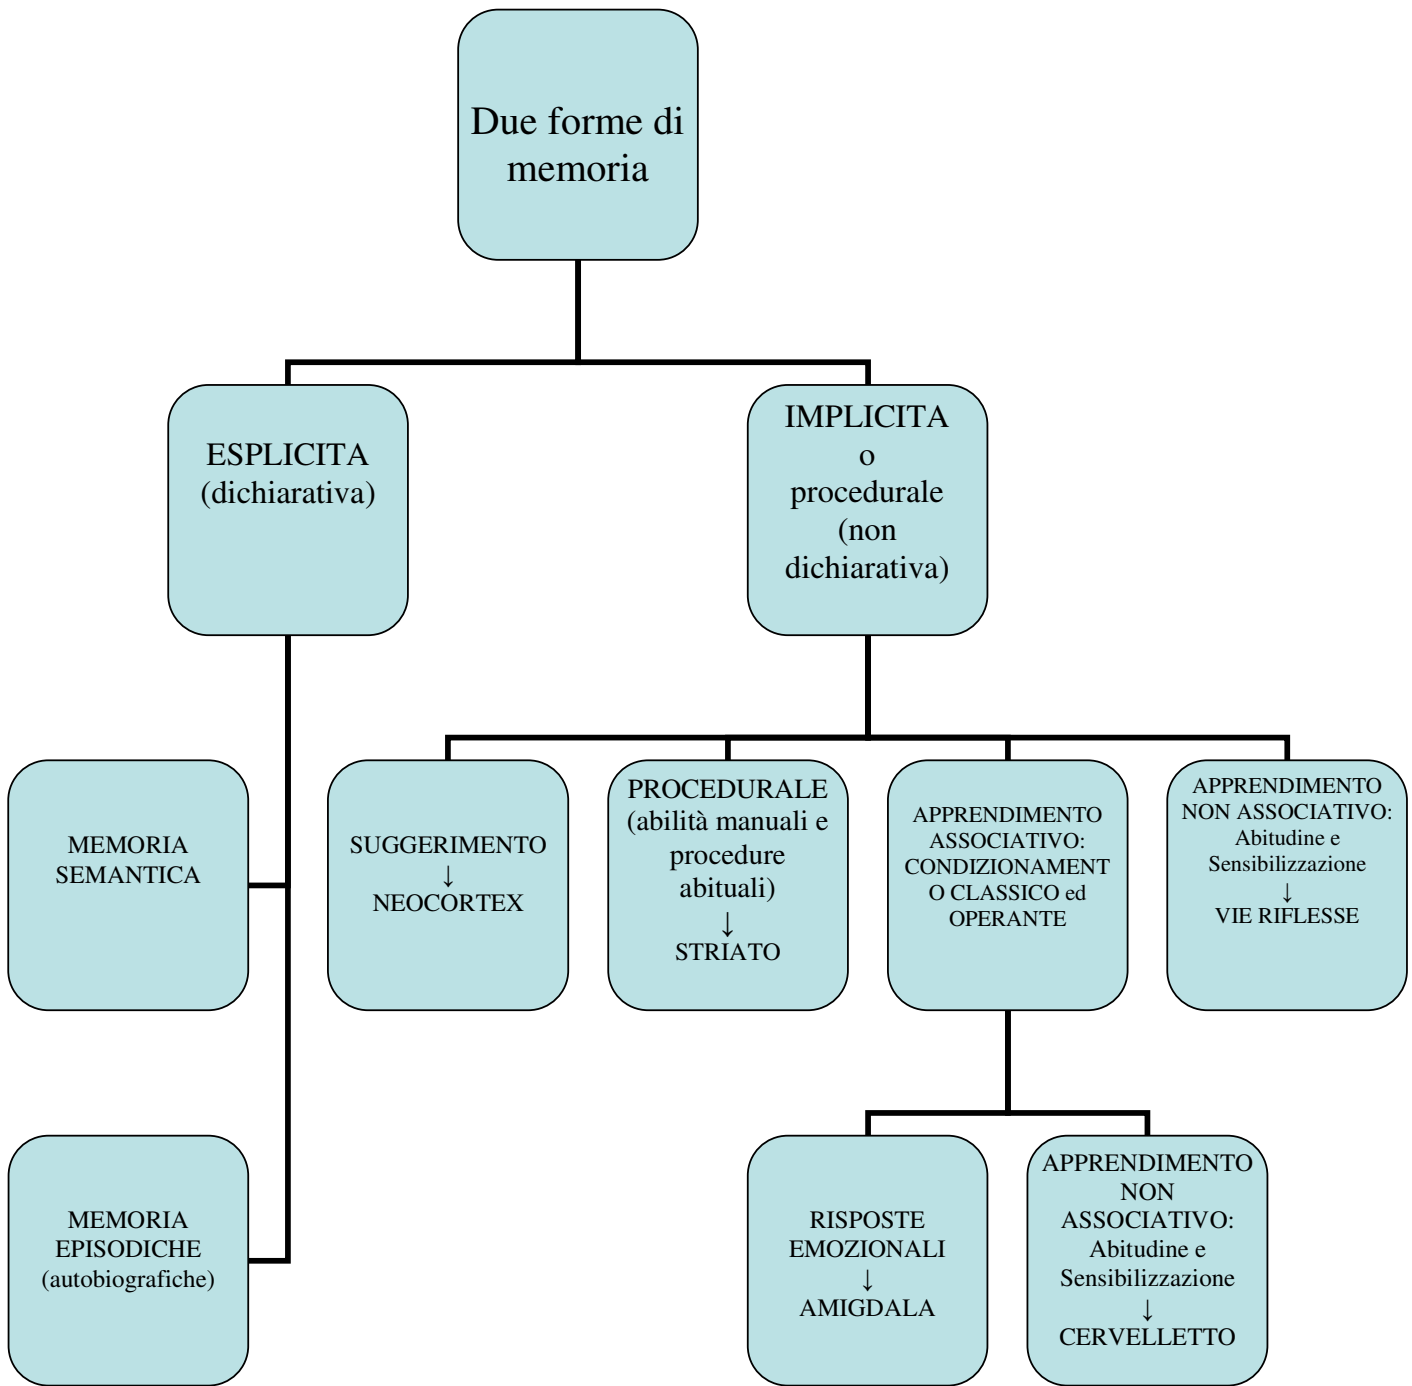 Due forme di
memoria
ESPLICITA
(dichiarativa)
IMPLICITA
o
procedurale
(non
dichiarativa)
MEMORIA
SEMANTICA
SUGGERIMENTO
↓
NEOCORTEX
PROCEDURALE
(abilità manuali e
procedure
abituali)
↓
STRIATO
APPRENDIMENTO
ASSOCIATIVO:
CONDIZIONAMENT
O CLASSICO ed
OPERANTE
APPRENDIMENTO
NON ASSOCIATIVO:
Abitudine e
Sensibilizzazione
↓
VIE RIFLESSE
MEMORIA
EPISODICHE
(autobiografiche)
RISPOSTE
EMOZIONALI
↓
AMIGDALA
APPRENDIMENTO
NON
ASSOCIATIVO:
Abitudine e
Sensibilizzazione
↓
CERVELLETTO